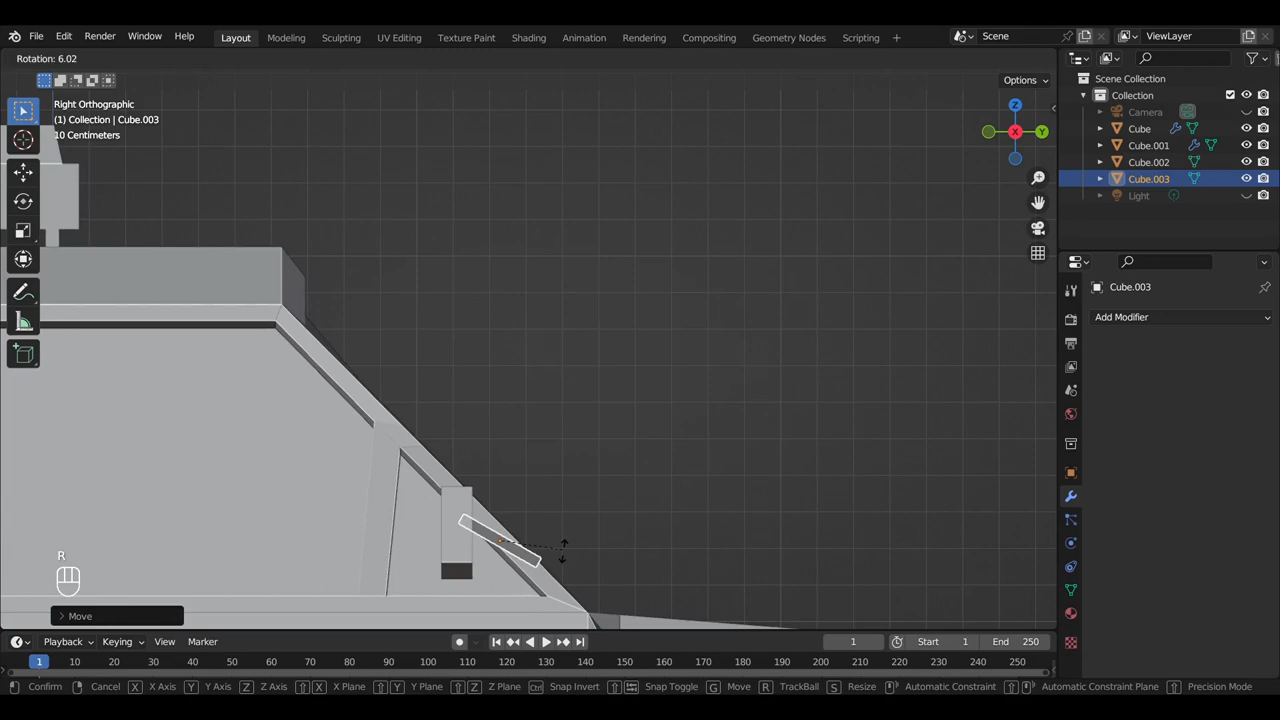 File Edit Render Window Help Layout Modeling Sculpting UV Editing Texture Paint Shading Animation Rendering Compositing Geometry Nodes Scripting + Scene ViewLayer
Rotation: 6.02
Options
Right Orthographic
(1) Collection | Cube.003
10 Centimeters
Z
X
Y
Scene Collection
Collection
Camera
Cube
Cube.001
Cube.002
Cube.003
Light
Cube.003
Add Modifier
R
Move
Playback Keying View Marker 1 Start 1 End 250
1 10 20 30 40 50 60 70 80 90 100 110 120 130 140 150 160 170 180 190 200 210 220 230 240 250
Confirm Cancel X X Axis Y Y Axis Z Z Axis X X Plane Y Y Plane Z Z Plane Ctrl Snap Invert Snap Toggle G Move R TrackBall S Resize Automatic Constraint Automatic Constraint Plane Precision Mode